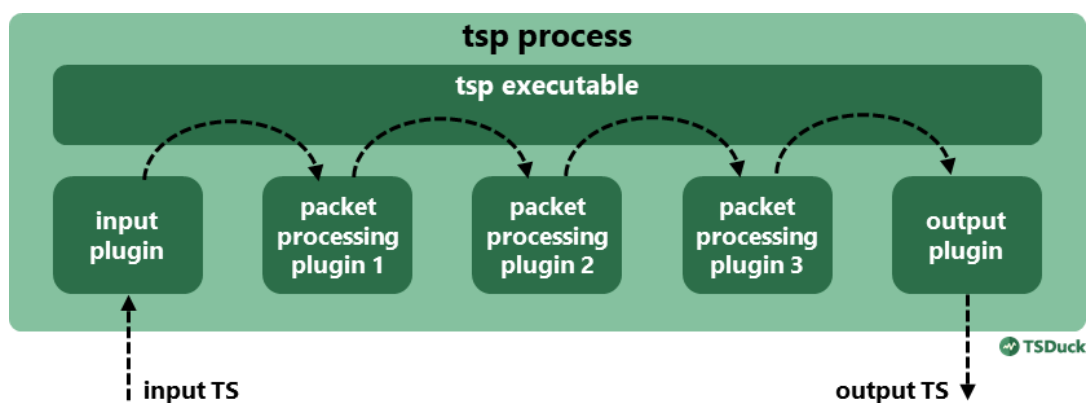 tsp process
tsp executable
input
plugin
packet
processing
plugin 1
packet
processing
plugin 2
packet
processing
plugin 3
output
plugin
TSDuck
input TS
output TS